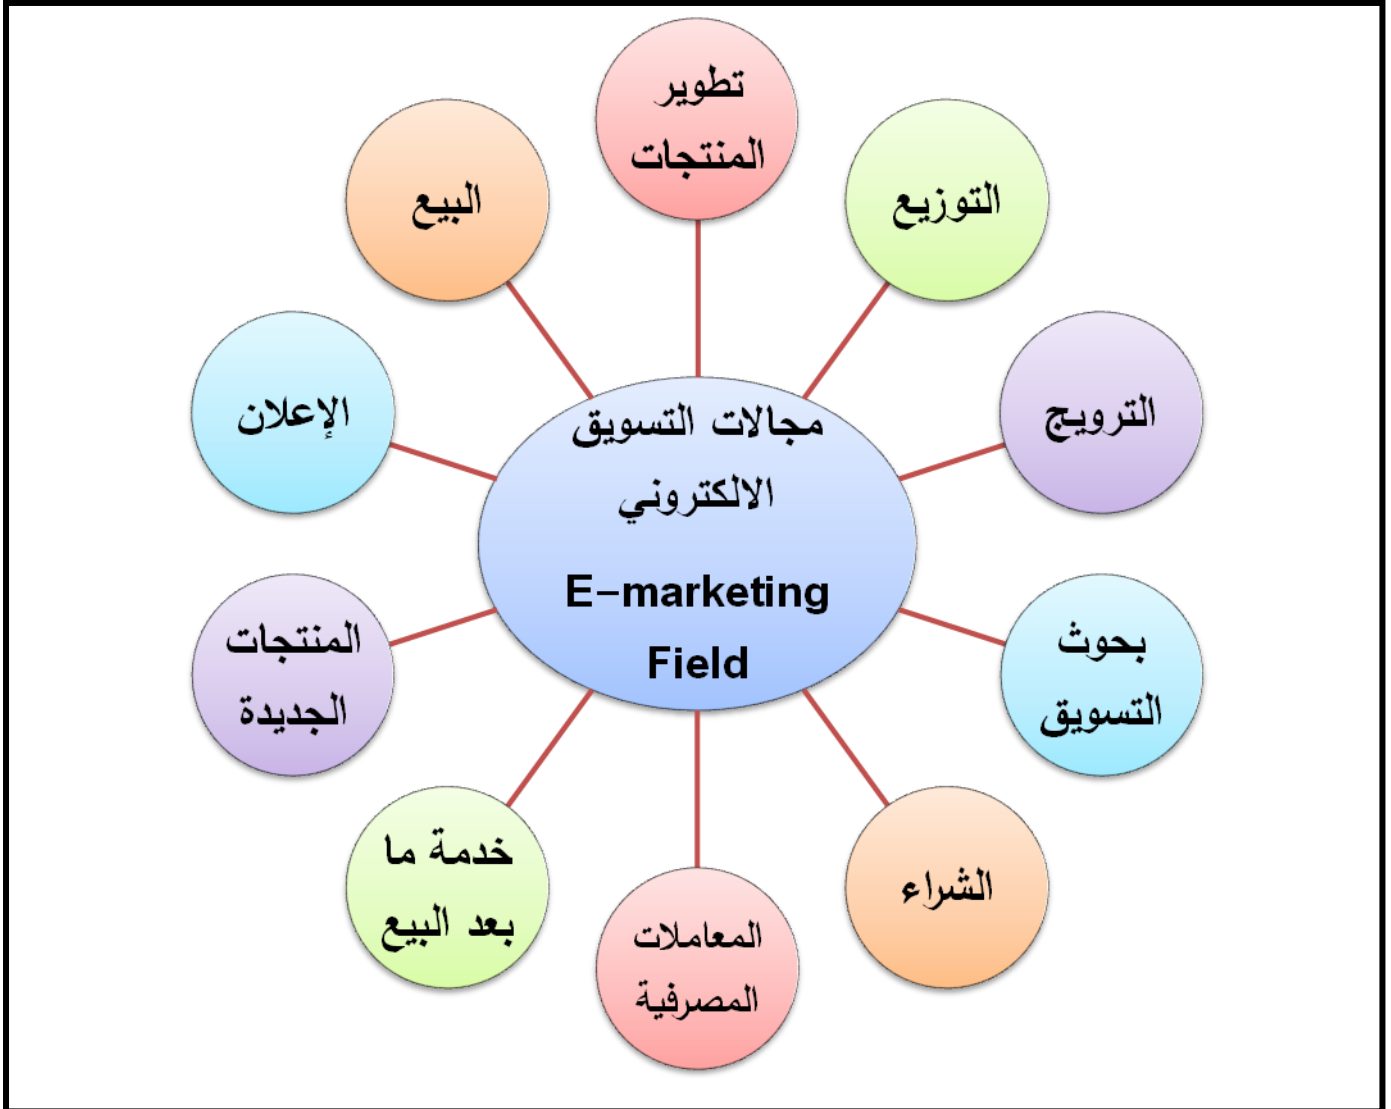 تطوير
المنتجات
التوزيع
الترويج
بحوث
التسويق
الشراء
المعاملات
المصرفية
خدمة ما
بعد البيع
المنتجات
الجديدة
الإعلان
البيع
مجالات التسويق
الالكتروني
E-marketing
Field